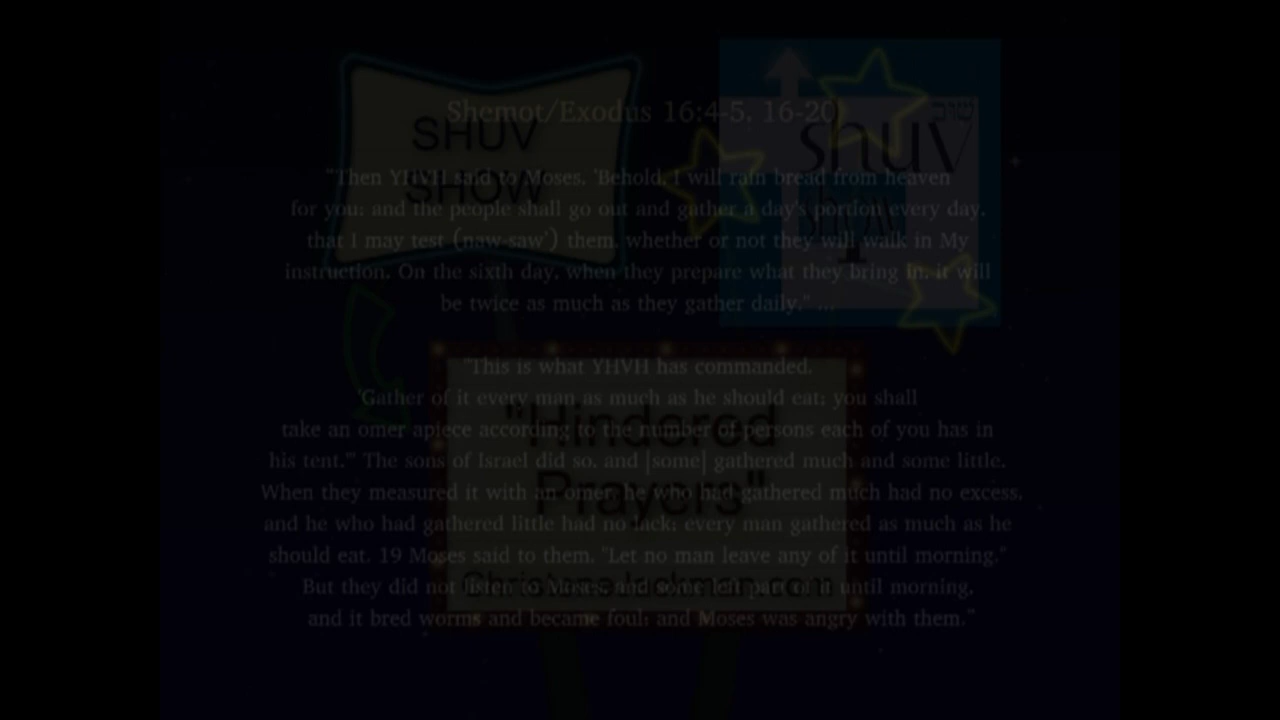 SHUV
SHOW
שוב
shuv
show
Shemot/Exodus 16:4-5, 16-20
"Then YHVH said to Moses, 'Behold, I will rain bread from heaven
for you; and the people shall go out and gather a day's portion every day,
that I may test (naw-saw') them, whether or not they will walk in My
instruction. On the sixth day, when they prepare what they bring in, it will
be twice as much as they gather daily." ...
"This is what YHVH has commanded,
'Gather of it every man as much as he should eat; you shall
take an omer apiece according to the number of persons each of you has in
his tent.'" The sons of Israel did so, and [some] gathered much and some little.
When they measured it with an omer, he who had gathered much had no excess,
and he who had gathered little had no lack; every man gathered as much as he
should eat. 19 Moses said to them, "Let no man leave any of it until morning."
But they did not listen to Moses, and some left part of it until morning,
and it bred worms and became foul; and Moses was angry with them."
"Hindered
Prayers"